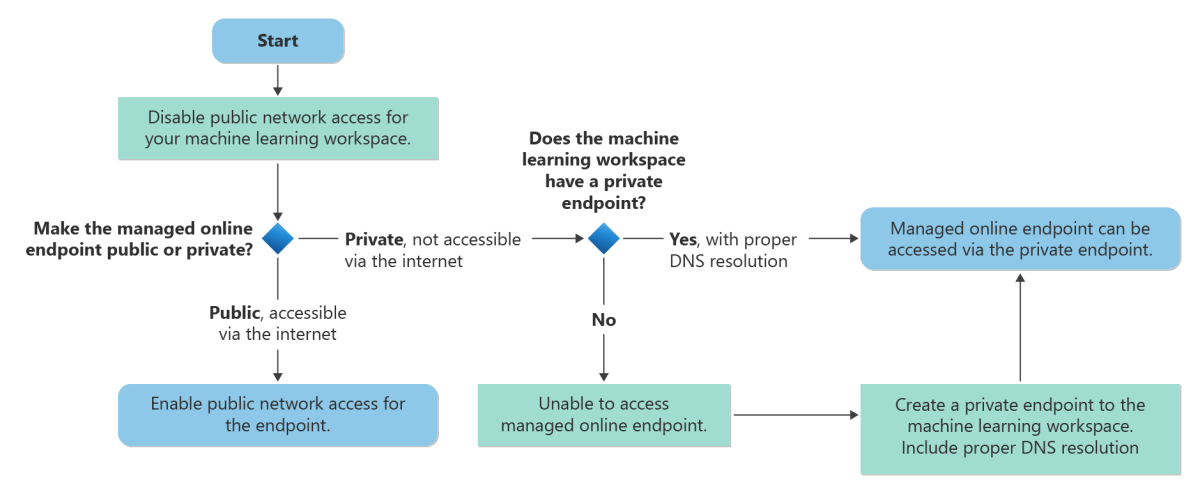 Start
Disable public network access for
your machine learning workspace.
Make the managed online
endpoint public or private?
Private, not accessible
via the internet
Public, accessible
via the internet
Enable public network access for
the endpoint.
Does the machine
learning workspace
have a private
endpoint?
Yes, with proper
DNS resolution
Managed online endpoint can be
accessed via the private endpoint.
No
Unable to access
managed online endpoint.
Create a private endpoint to the
machine learning workspace.
Include proper DNS resolution